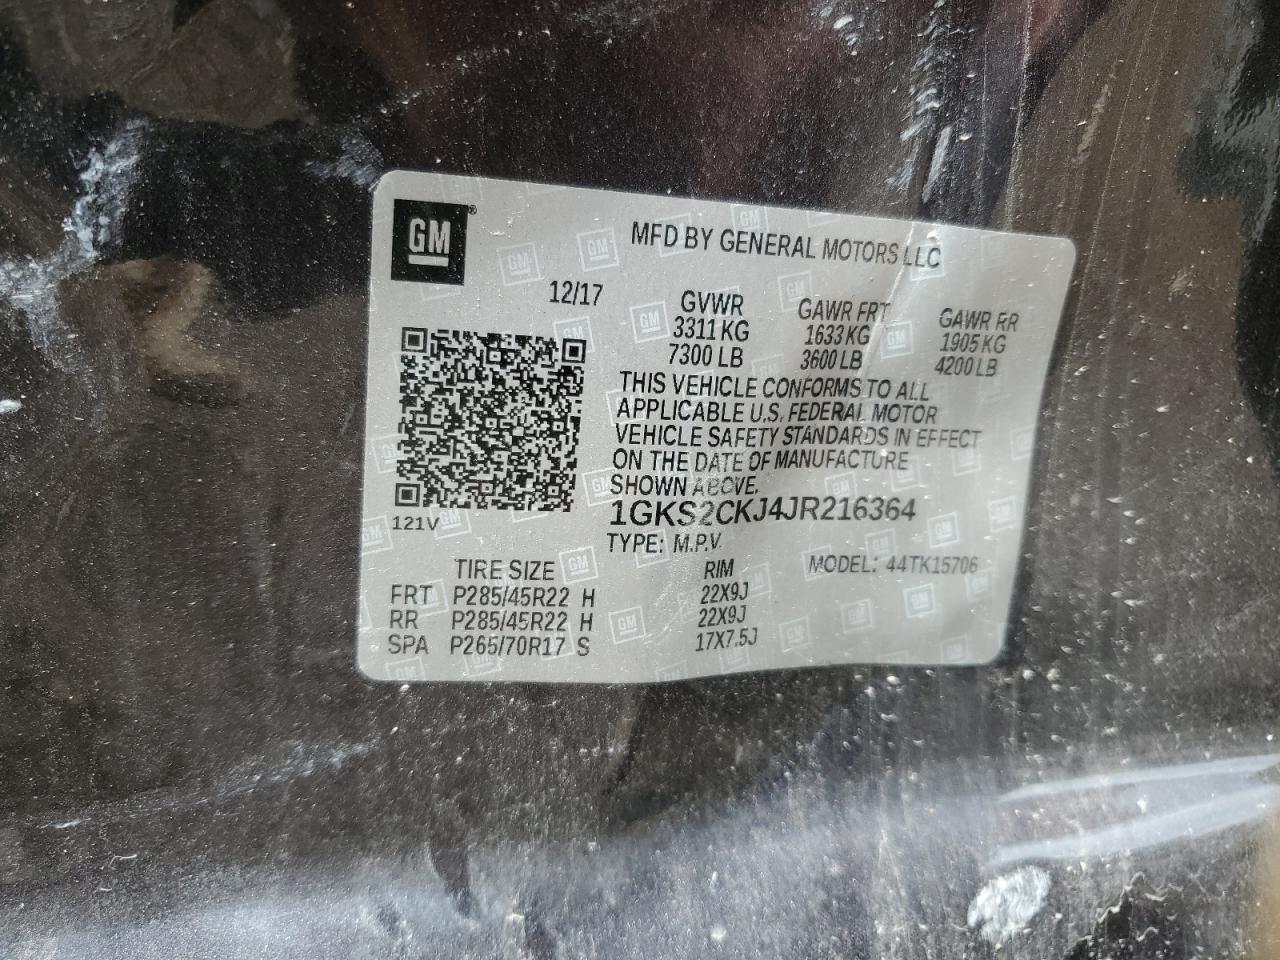 GM®
MFD BY GENERAL MOTORS LLC
12/17
GVWR GAWR FRT GAWR RR
3311 KG 1633 KG 1905 KG
7300 LB 3600 LB 4200 LB
THIS VEHICLE CONFORMS TO ALL
APPLICABLE U.S. FEDERAL MOTOR
VEHICLE SAFETY STANDARDS IN EFFECT
ON THE DATE OF MANUFACTURE
SHOWN ABOVE.
1GKS2CKJ4JR216364
121V
TYPE: M.P.V. MODEL: 44TK15706
TIRE SIZE RIM
FRT P285/45R22 H 22X9J
RR P285/45R22 H 22X9J
SPA P265/70R17 S 17X7.5J